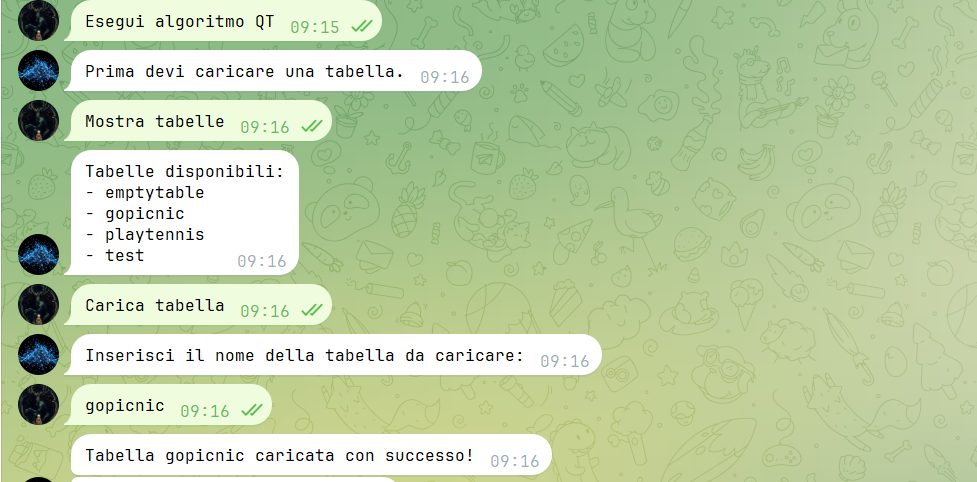 Esegui algoritmo QT 09:15
Prima devi caricare una tabella. 09:16
Mostra tabelle 09:16
Tabelle disponibili:
- emptytable
- gopicnic
- playtennis
- test 09:16
Carica tabella 09:16
Inserisci il nome della tabella da caricare: 09:16
gopicnic 09:16
Tabella gopicnic caricata con successo! 09:16